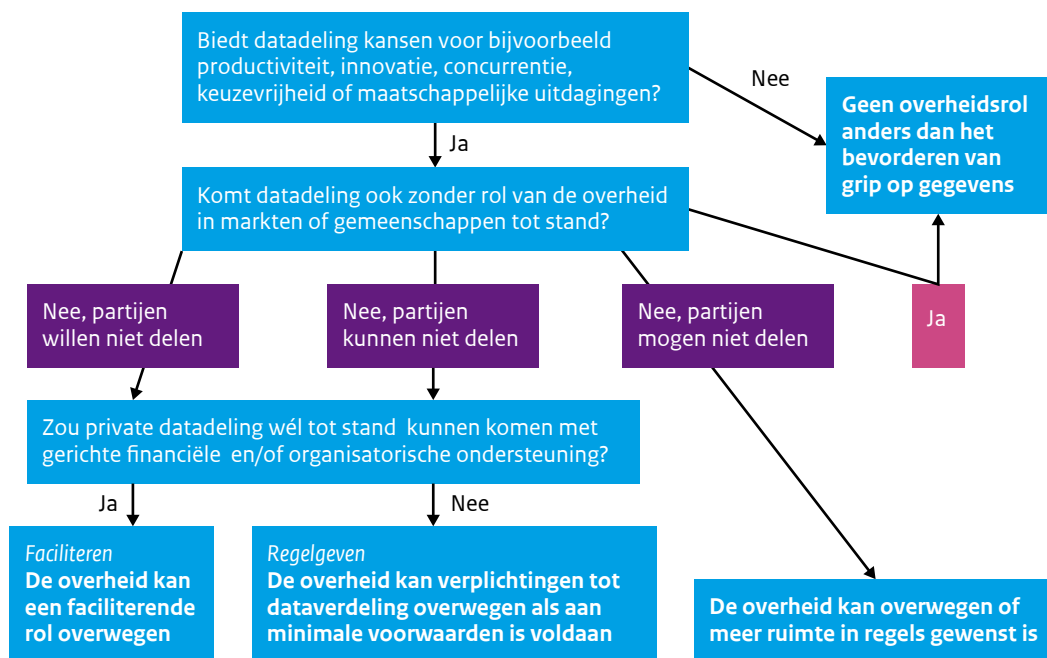 Biedt datadeling kansen voor bijvoorbeeld
productiviteit, innovatie, concurrentie,
keuzevrijheid of maatschappelijke uitdagingen?
Nee
Geen overheidsrol
anders dan het
bevorderen van
grip op gegevens
Ja
Komt datadeling ook zonder rol van de overheid
in markten of gemeenschappen tot stand?
Nee, partijen
willen niet delen
Nee, partijen
kunnen niet delen
Nee, partijen
mogen niet delen
Ja
Zou private datadeling wél tot stand kunnen komen met
gerichte financiële en/of organisatorische ondersteuning?
Ja
Nee
Faciliteren
De overheid kan
een faciliterende
rol overwegen
Regelgeven
De overheid kan verplichtingen tot
dataverdeling overwegen als aan
minimale voorwaarden is voldaan
De overheid kan overwegen of
meer ruimte in regels gewenst is